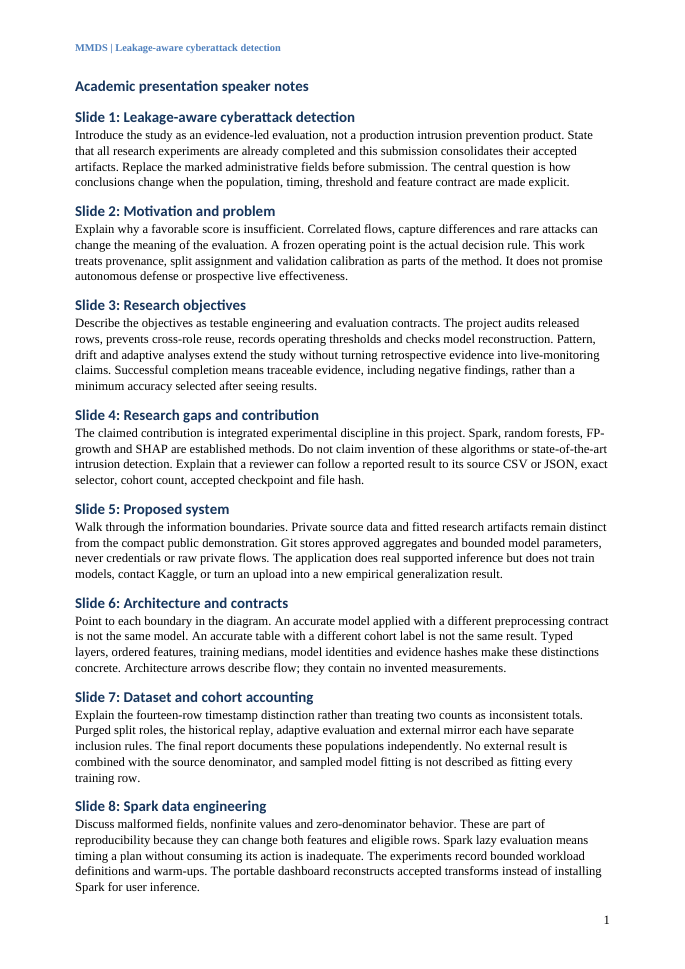 MMDS | Leakage-aware cyberattack detection
Academic presentation speaker notes
Slide 1: Leakage-aware cyberattack detection
Introduce the study as an evidence-led evaluation, not a production intrusion prevention product. State
that all research experiments are already completed and this submission consolidates their accepted
artifacts. Replace the marked administrative fields before submission. The central question is how
conclusions change when the population, timing, threshold and feature contract are made explicit.
Slide 2: Motivation and problem
Explain why a favorable score is insufficient. Correlated flows, capture differences and rare attacks can
change the meaning of the evaluation. A frozen operating point is the actual decision rule. This work
treats provenance, split assignment and validation calibration as parts of the method. It does not promise
autonomous defense or prospective live effectiveness.
Slide 3: Research objectives
Describe the objectives as testable engineering and evaluation contracts. The project audits released
rows, prevents cross-role reuse, records operating thresholds and checks model reconstruction. Pattern,
drift and adaptive analyses extend the study without turning retrospective evidence into live-monitoring
claims. Successful completion means traceable evidence, including negative findings, rather than a
minimum accuracy selected after seeing results.
Slide 4: Research gaps and contribution
The claimed contribution is integrated experimental discipline in this project. Spark, random forests, FP-
growth and SHAP are established methods. Do not claim invention of these algorithms or state-of-the-art
intrusion detection. Explain that a reviewer can follow a reported result to its source CSV or JSON, exact
selector, cohort count, accepted checkpoint and file hash.
Slide 5: Proposed system
Walk through the information boundaries. Private source data and fitted research artifacts remain distinct
from the compact public demonstration. Git stores approved aggregates and bounded model parameters,
never credentials or raw private flows. The application does real supported inference but does not train
models, contact Kaggle, or turn an upload into a new empirical generalization result.
Slide 6: Architecture and contracts
Point to each boundary in the diagram. An accurate model applied with a different preprocessing contract
is not the same model. An accurate table with a different cohort label is not the same result. Typed
layers, ordered features, training medians, model identities and evidence hashes make these distinctions
concrete. Architecture arrows describe flow; they contain no invented measurements.
Slide 7: Dataset and cohort accounting
Explain the fourteen-row timestamp distinction rather than treating two counts as inconsistent totals.
Purged split roles, the historical replay, adaptive evaluation and external mirror each have separate
inclusion rules. The final report documents these populations independently. No external result is
combined with the source denominator, and sampled model fitting is not described as fitting every
training row.
Slide 8: Spark data engineering
Discuss malformed fields, nonfinite values and zero-denominator behavior. These are part of
reproducibility because they can change both features and eligible rows. Spark lazy evaluation means
timing a plan without consuming its action is inadequate. The experiments record bounded workload
definitions and warm-ups. The portable dashboard reconstructs accepted transforms instead of installing
Spark for user inference.
1